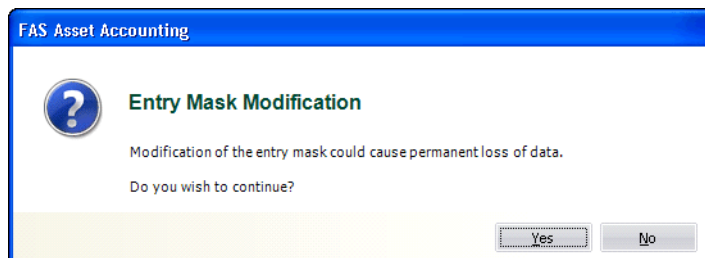 FAS Asset Accounting
?
Entry Mask Modification
Modification of the entry mask could cause permanent loss of data.
Do you wish to continue?
Yes No